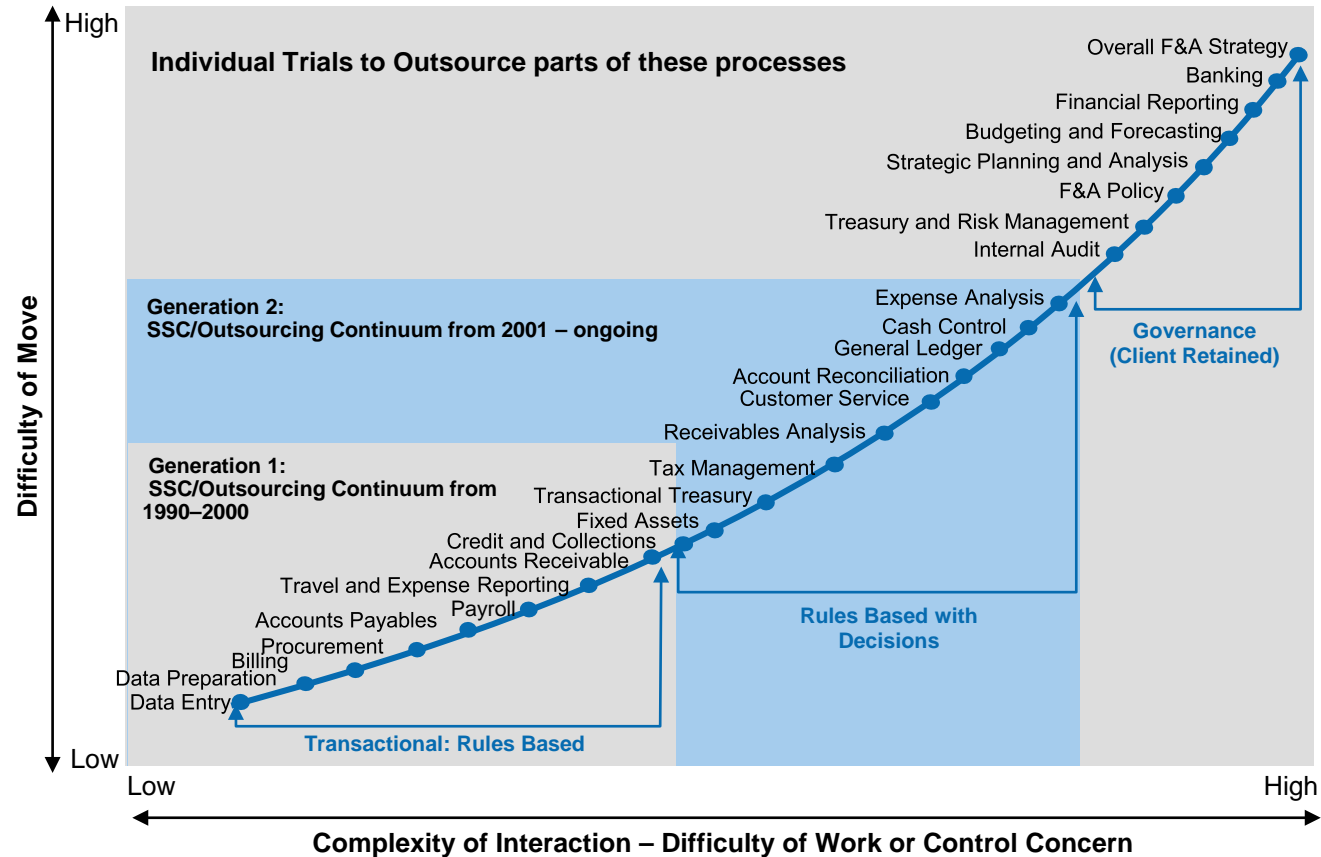 High
Individual Trials to Outsource parts of these processes
Overall F&A Strategy
Banking
Financial Reporting
Budgeting and Forecasting
Strategic Planning and Analysis
F&A Policy
Treasury and Risk Management
Internal Audit
Generation 2:
SSC/Outsourcing Continuum from 2001 – ongoing
Expense Analysis
Cash Control
General Ledger
Account Reconciliation
Customer Service
Receivables Analysis
Governance
(Client Retained)
Generation 1:
SSC/Outsourcing Continuum from
1990–2000
Tax Management
Transactional Treasury
Fixed Assets
Credit and Collections
Accounts Receivable
Travel and Expense Reporting
Payroll
Accounts Payables
Procurement
Billing
Data Preparation
Data Entry
Rules Based with
Decisions
Transactional: Rules Based
Difficulty of Move
Low
Low
High
Complexity of Interaction – Difficulty of Work or Control Concern